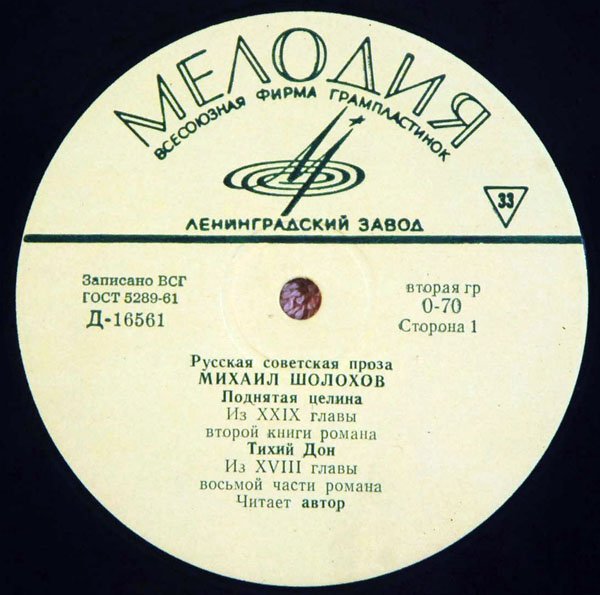 МЕЛОДИЯ
ВСЕСОЮЗНАЯ ФИРМА ГРАМПЛАСТИНОК
33
ЛЕНИНГРАДСКИЙ ЗАВОД
Записано ВСГ
ГОСТ 5289-61
Д-16561
вторая гр
0-70
Сторона 1
Русская советская проза
МИХАИЛ ШОЛОХОВ
Поднятая целина
Из XXIX главы
второй книги романа
Тихий Дон
Из XVIII главы
восьмой части романа
Читает автор